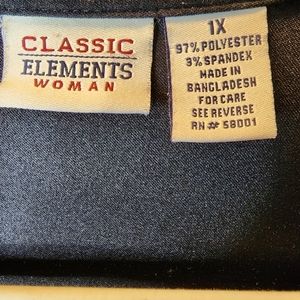 CLASSIC
ELEMENTS
WOMAN
1X
97% POLYESTER
3% SPANDEX
MADE IN
BANGLADESH
FOR CARE
SEE REVERSE
RN# 58001